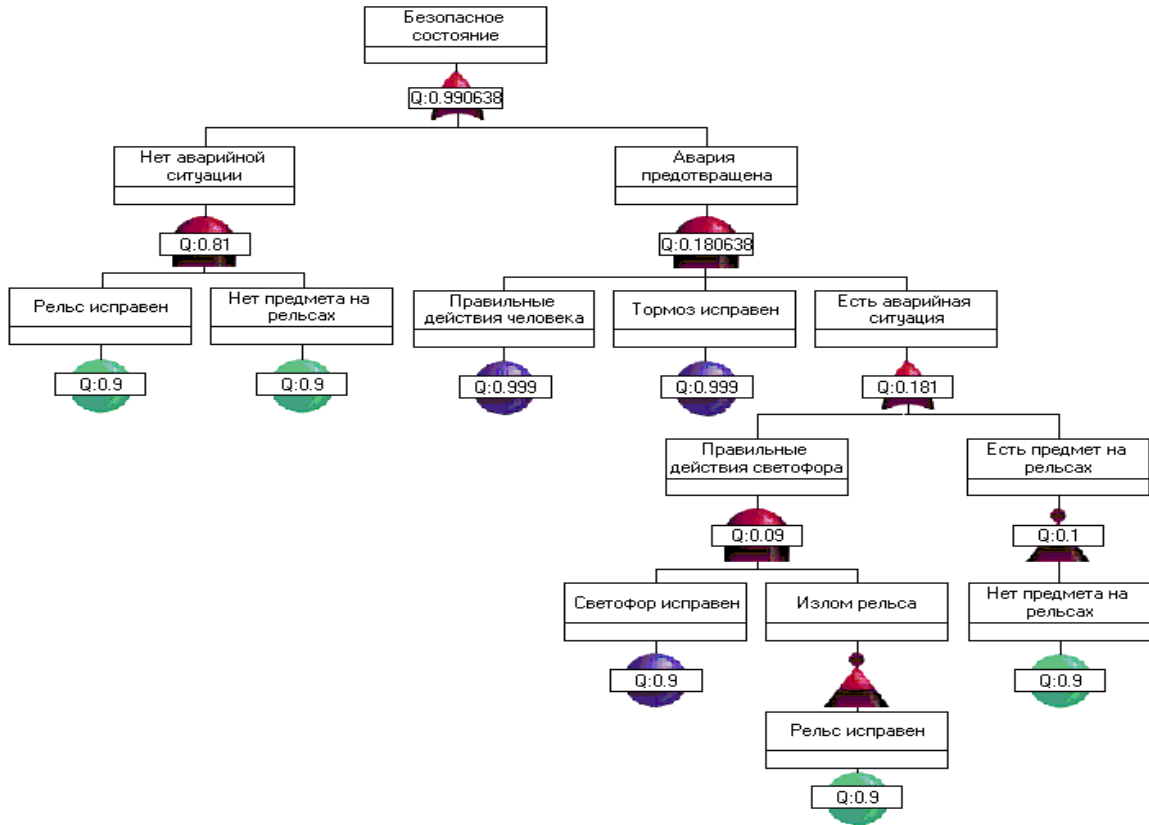 Безопасное
состояние
Q:0.990638
Нет аварийной
ситуации
Авария
предотвращена
Q:0.81
Q:0.180638
Рельс исправен
Нет предмета на
рельсах
Правильные
действия человека
Тормоз исправен
Есть аварийная
ситуация
Q:0.9
Q:0.9
Q:0.999
Q:0.999
Q:0.181
Правильные
действия светофора
Есть предмет на
рельсах
Q:0.09
Q:0.1
Светофор исправен
Излом рельса
Нет предмета на
рельсах
Q:0.9
Q:0.9
Рельс исправен
Q:0.9